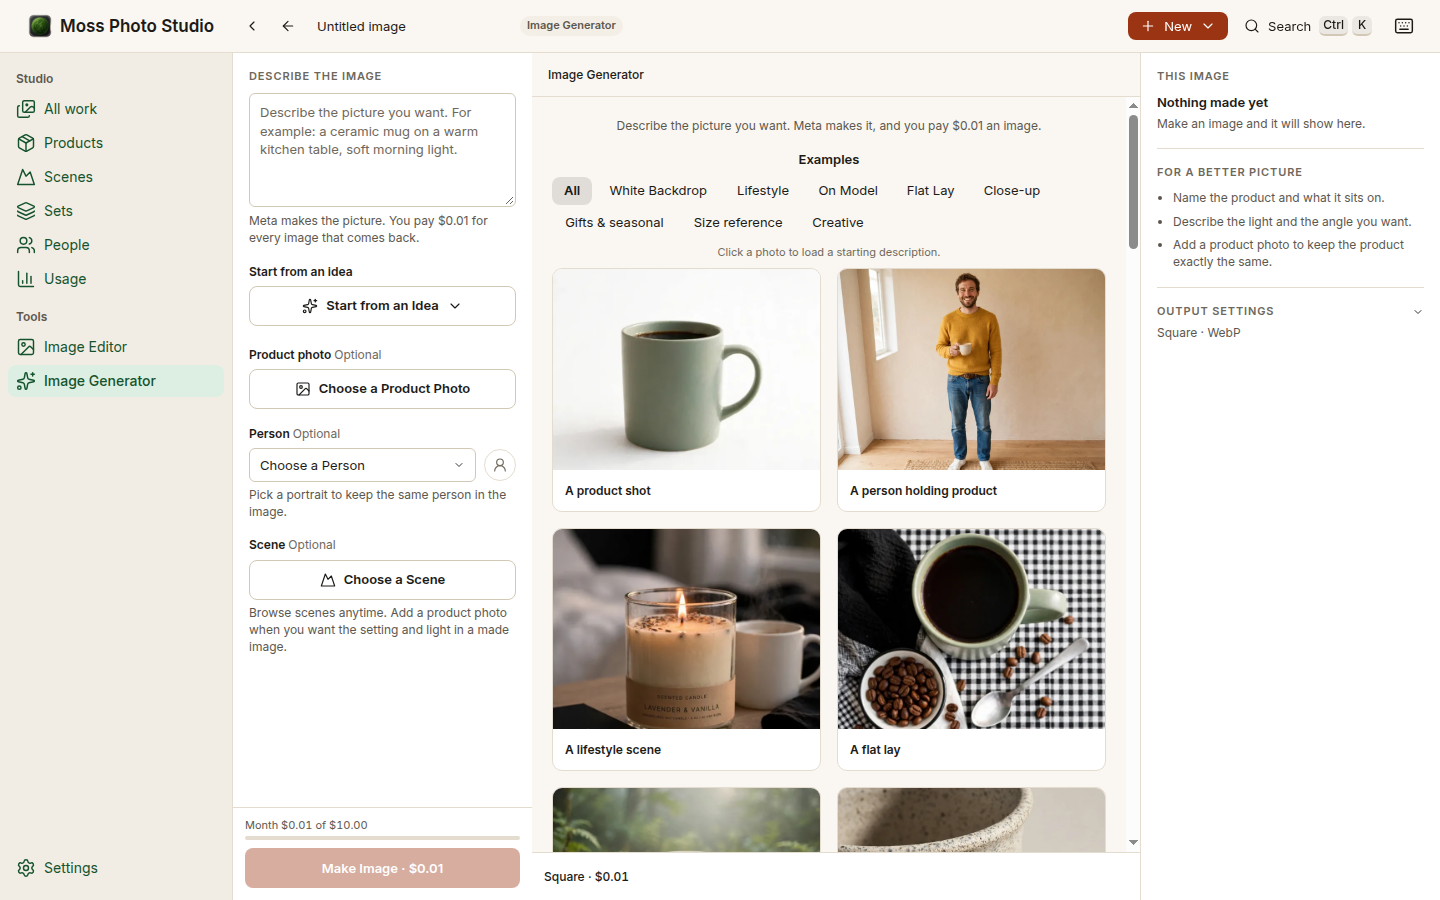 Moss Photo Studio
Untitled image
Image Generator
New
Search
Ctrl
K
Studio
All work
Products
Scenes
Sets
People
Usage
Tools
Image Editor
Image Generator
Settings
DESCRIBE THE IMAGE
Describe the picture you want. For
example: a ceramic mug on a warm
kitchen table, soft morning light.
Meta makes the picture. You pay $0.01 for
every image that comes back.
Start from an idea
Start from an Idea
Product photo Optional
Choose a Product Photo
Person Optional
Choose a Person
Pick a portrait to keep the same person in the
image.
Scene Optional
Choose a Scene
Browse scenes anytime. Add a product photo
when you want the setting and light in a made
image.
Month $0.01 of $10.00
Make Image · $0.01
Image Generator
Describe the picture you want. Meta makes it, and you pay $0.01 an image.
Examples
All
White Backdrop
Lifestyle
On Model
Flat Lay
Close-up
Gifts & seasonal
Size reference
Creative
Click a photo to load a starting description.
A product shot
A person holding product
SCENTED CANDLE
LAVENDER & VANILLA
A lifestyle scene
A flat lay
Square · $0.01
THIS IMAGE
Nothing made yet
Make an image and it will show here.
FOR A BETTER PICTURE
Name the product and what it sits on.
Describe the light and the angle you want.
Add a product photo to keep the product
exactly the same.
OUTPUT SETTINGS
Square · WebP